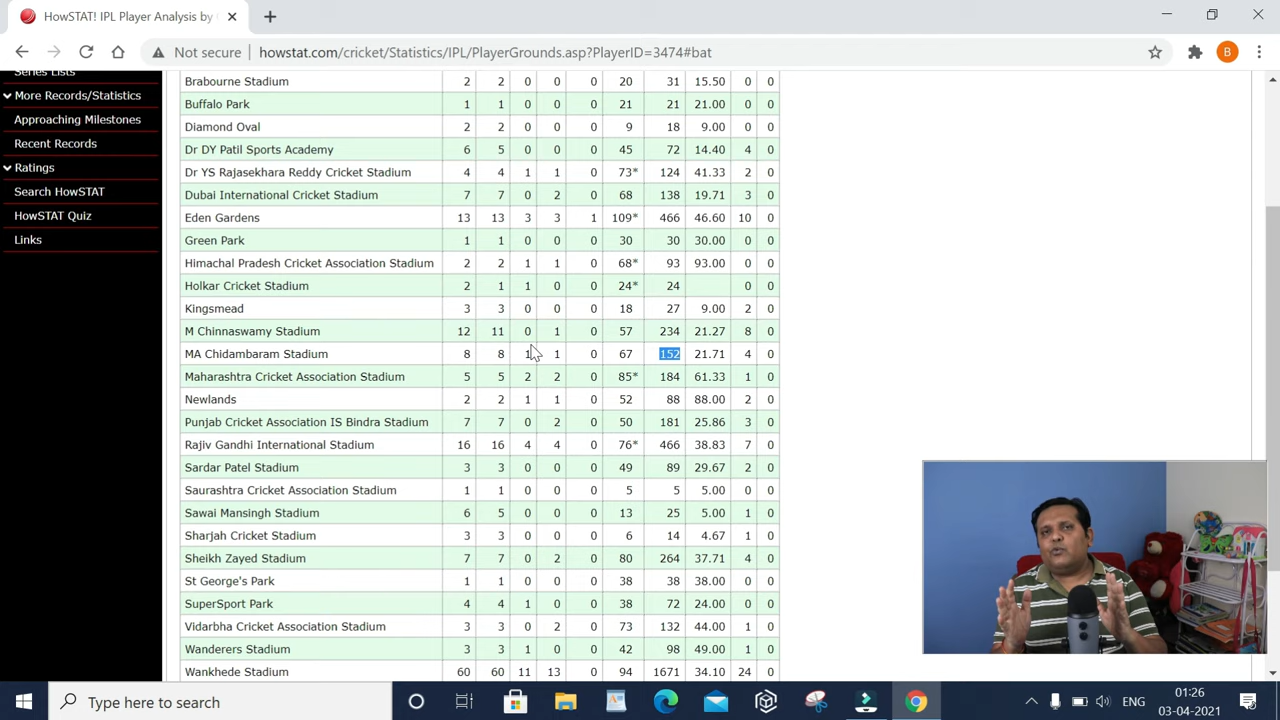 HowSTAT! IPL Player Analysis by
Not secure howstat.com/cricket/Statistics/IPL/PlayerGrounds.asp?PlayerID=3474#bat
B
Series Lists
More Records/Statistics
Approaching Milestones
Recent Records
Ratings
Search HowSTAT
HowSTAT Quiz
Links
Brabourne Stadium 2 2 0 0 0 20 31 15.50 0 0
Buffalo Park 1 1 0 0 0 21 21 21.00 0 0
Diamond Oval 2 2 0 0 0 9 18 9.00 0 0
Dr DY Patil Sports Academy 6 5 0 0 0 45 72 14.40 4 0
Dr YS Rajasekhara Reddy Cricket Stadium 4 4 1 1 0 73* 124 41.33 2 0
Dubai International Cricket Stadium 7 7 0 2 0 68 138 19.71 3 0
Eden Gardens 13 13 3 3 1 109* 466 46.60 10 0
Green Park 1 1 0 0 0 30 30 30.00 0 0
Himachal Pradesh Cricket Association Stadium 2 2 1 1 0 68* 93 93.00 0 0
Holkar Cricket Stadium 2 1 1 0 0 24* 24 0 0
Kingsmead 3 3 0 0 0 18 27 9.00 2 0
M Chinnaswamy Stadium 12 11 0 1 0 57 234 21.27 8 0
MA Chidambaram Stadium 8 8 1 1 0 67 152 21.71 4 0
Maharashtra Cricket Association Stadium 5 5 2 2 0 85* 184 61.33 1 0
Newlands 2 2 1 1 0 52 88 88.00 2 0
Punjab Cricket Association IS Bindra Stadium 7 7 0 2 0 50 181 25.86 3 0
Rajiv Gandhi International Stadium 16 16 4 4 0 76* 466 38.83 7 0
Sardar Patel Stadium 3 3 0 0 0 49 89 29.67 2 0
Saurashtra Cricket Association Stadium 1 1 0 0 0 5 5 5.00 0 0
Sawai Mansingh Stadium 6 5 0 0 0 13 25 5.00 1 0
Sharjah Cricket Stadium 3 3 0 0 0 6 14 4.67 1 0
Sheikh Zayed Stadium 7 7 0 2 0 80 264 37.71 4 0
St George's Park 1 1 0 0 0 38 38 38.00 0 0
SuperSport Park 4 4 1 0 0 38 72 24.00 0 0
Vidarbha Cricket Association Stadium 3 3 0 2 0 73 132 44.00 1 0
Wanderers Stadium 3 3 1 0 0 42 98 49.00 1 0
Wankhede Stadium 60 60 11 13 0 94 1671 34.10 24 0
Type here to search
ENG
01:26
03-04-2021